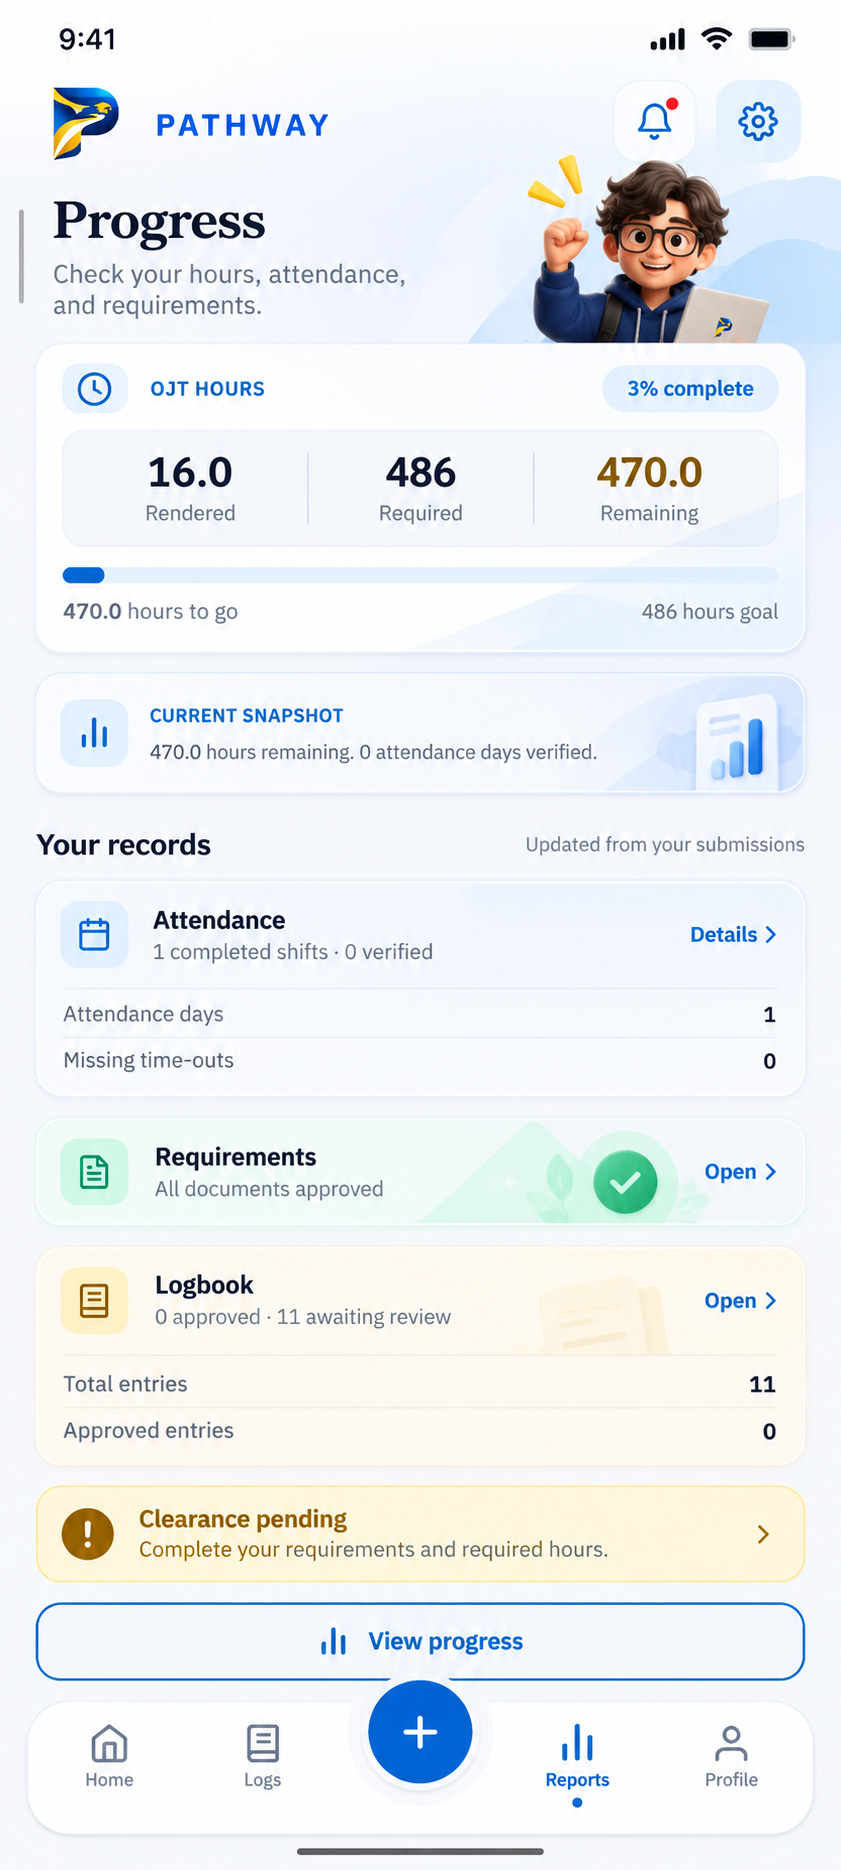 9:41
PATHWAY
Progress
Check your hours, attendance,
and requirements.
OJT HOURS
3% complete
16.0
Rendered
486
Required
470.0
Remaining
470.0 hours to go
486 hours goal
CURRENT SNAPSHOT
470.0 hours remaining. 0 attendance days verified.
Your records
Updated from your submissions
Attendance
1 completed shifts · 0 verified
Details
Attendance days
1
Missing time-outs
0
Requirements
All documents approved
Open
Logbook
0 approved · 11 awaiting review
Open
Total entries
11
Approved entries
0
Clearance pending
Complete your requirements and required hours.
View progress
Home
Logs
Reports
Profile